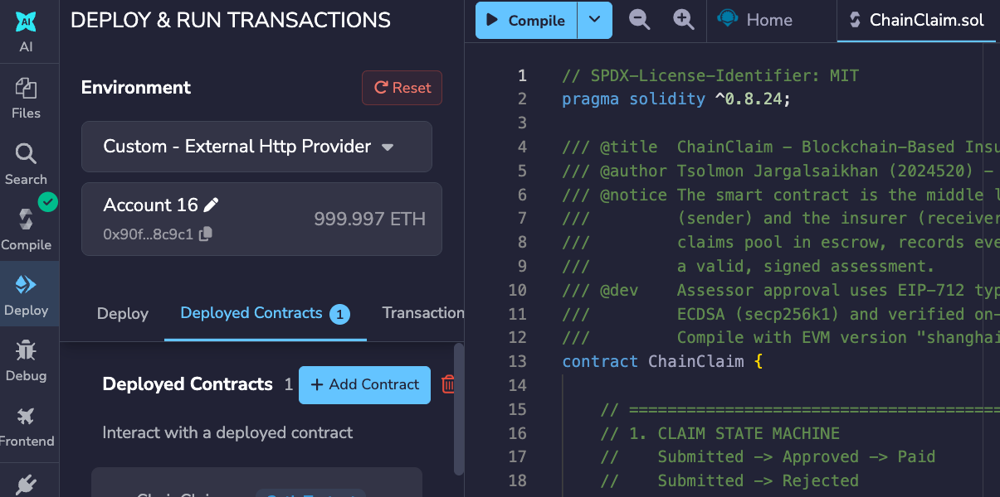 AI
AI
Files
Search
Compile
Deploy
Debug
Frontend
DEPLOY & RUN TRANSACTIONS
Environment
Reset
Custom - External Http Provider
Account 16
0x90f...8c9c1
999.997 ETH
Deploy
Deployed Contracts 1
Transaction
Deployed Contracts 1
+ Add Contract
Interact with a deployed contract
Compile
Home
ChainClaim.sol
1 // SPDX-License-Identifier: MIT
2 pragma solidity ^0.8.24;
3
4 /// @title  ChainClaim – Blockchain-Based Insu
5 /// @author Tsolmon Jargalsaikhan (2024520) –
6 /// @notice The smart contract is the middle l
7 ///         (sender) and the insurer (receiver
8 ///         claims pool in escrow, records eve
9 ///         a valid, signed assessment.
10 /// @dev    Assessor approval uses EIP-712 typ
11 ///         ECDSA (secp256k1) and verified on-
12 ///         Compile with EVM version "shanghai
13 contract ChainClaim {
14
15     // =======================================
16     // 1. CLAIM STATE MACHINE
17     //    Submitted -> Approved -> Paid
18     //    Submitted -> Rejected